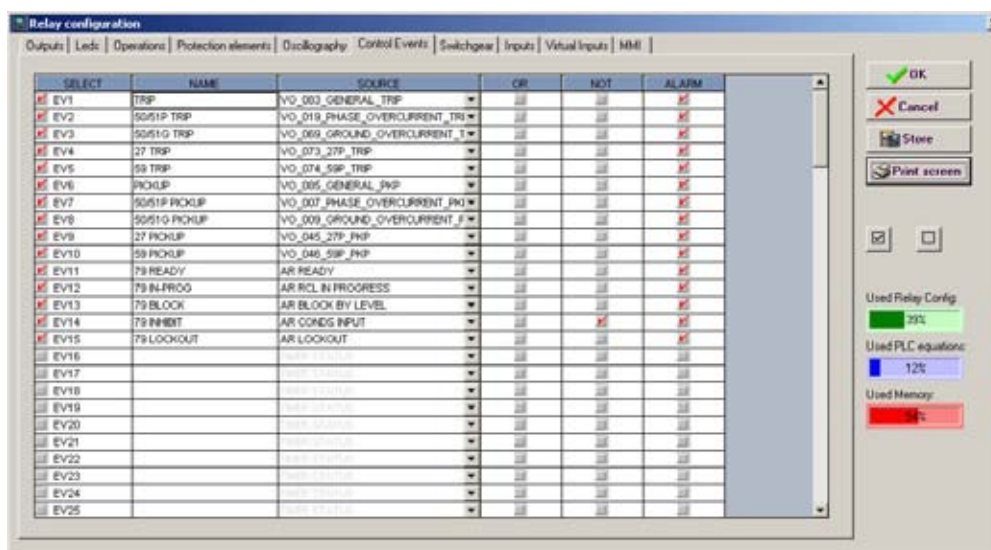 Relay configuration
Outputs | Leds | Operations | Protection elements | Oscillography | Control Events | Switchgear | Inputs | Virtual Inputs | MMI
SELECT NAME SOURCE OR NOT ALARM
EV1 TRIP VO_003_GENERAL_TRIP
EV2 50/51P TRIP VO_019_PHASE_OVERCURRENT_TRI
EV3 50/51G TRIP VO_069_GROUND_OVERCURRENT_T
EV4 27 TRIP VO_073_27P_TRIP
EV5 59 TRIP VO_074_59P_TRIP
EV6 PICKUP VO_005_GENERAL_PKP
EV7 50/51P PICKUP VO_007_PHASE_OVERCURRENT_PKI
EV8 50/51G PICKUP VO_009_GROUND_OVERCURRENT_F
EV9 27 PICKUP VO_045_27P_PKP
EV10 59 PICKUP VO_046_59P_PKP
EV11 79 READY AR READY
EV12 79 IN-PROG AR RCL IN PROGRESS
EV13 79 BLOCK AR BLOCK BY LEVEL
EV14 79 INHIBIT AR CONDS INPUT
EV15 79 LOCKOUT AR LOCKOUT
EV16
EV17
EV18
EV19
EV20
EV21
EV22
EV23
EV24
EV25
OK
Cancel
Store
Print screen
Used Relay Config:
39%
Used PLC equations:
12%
Used Memory: